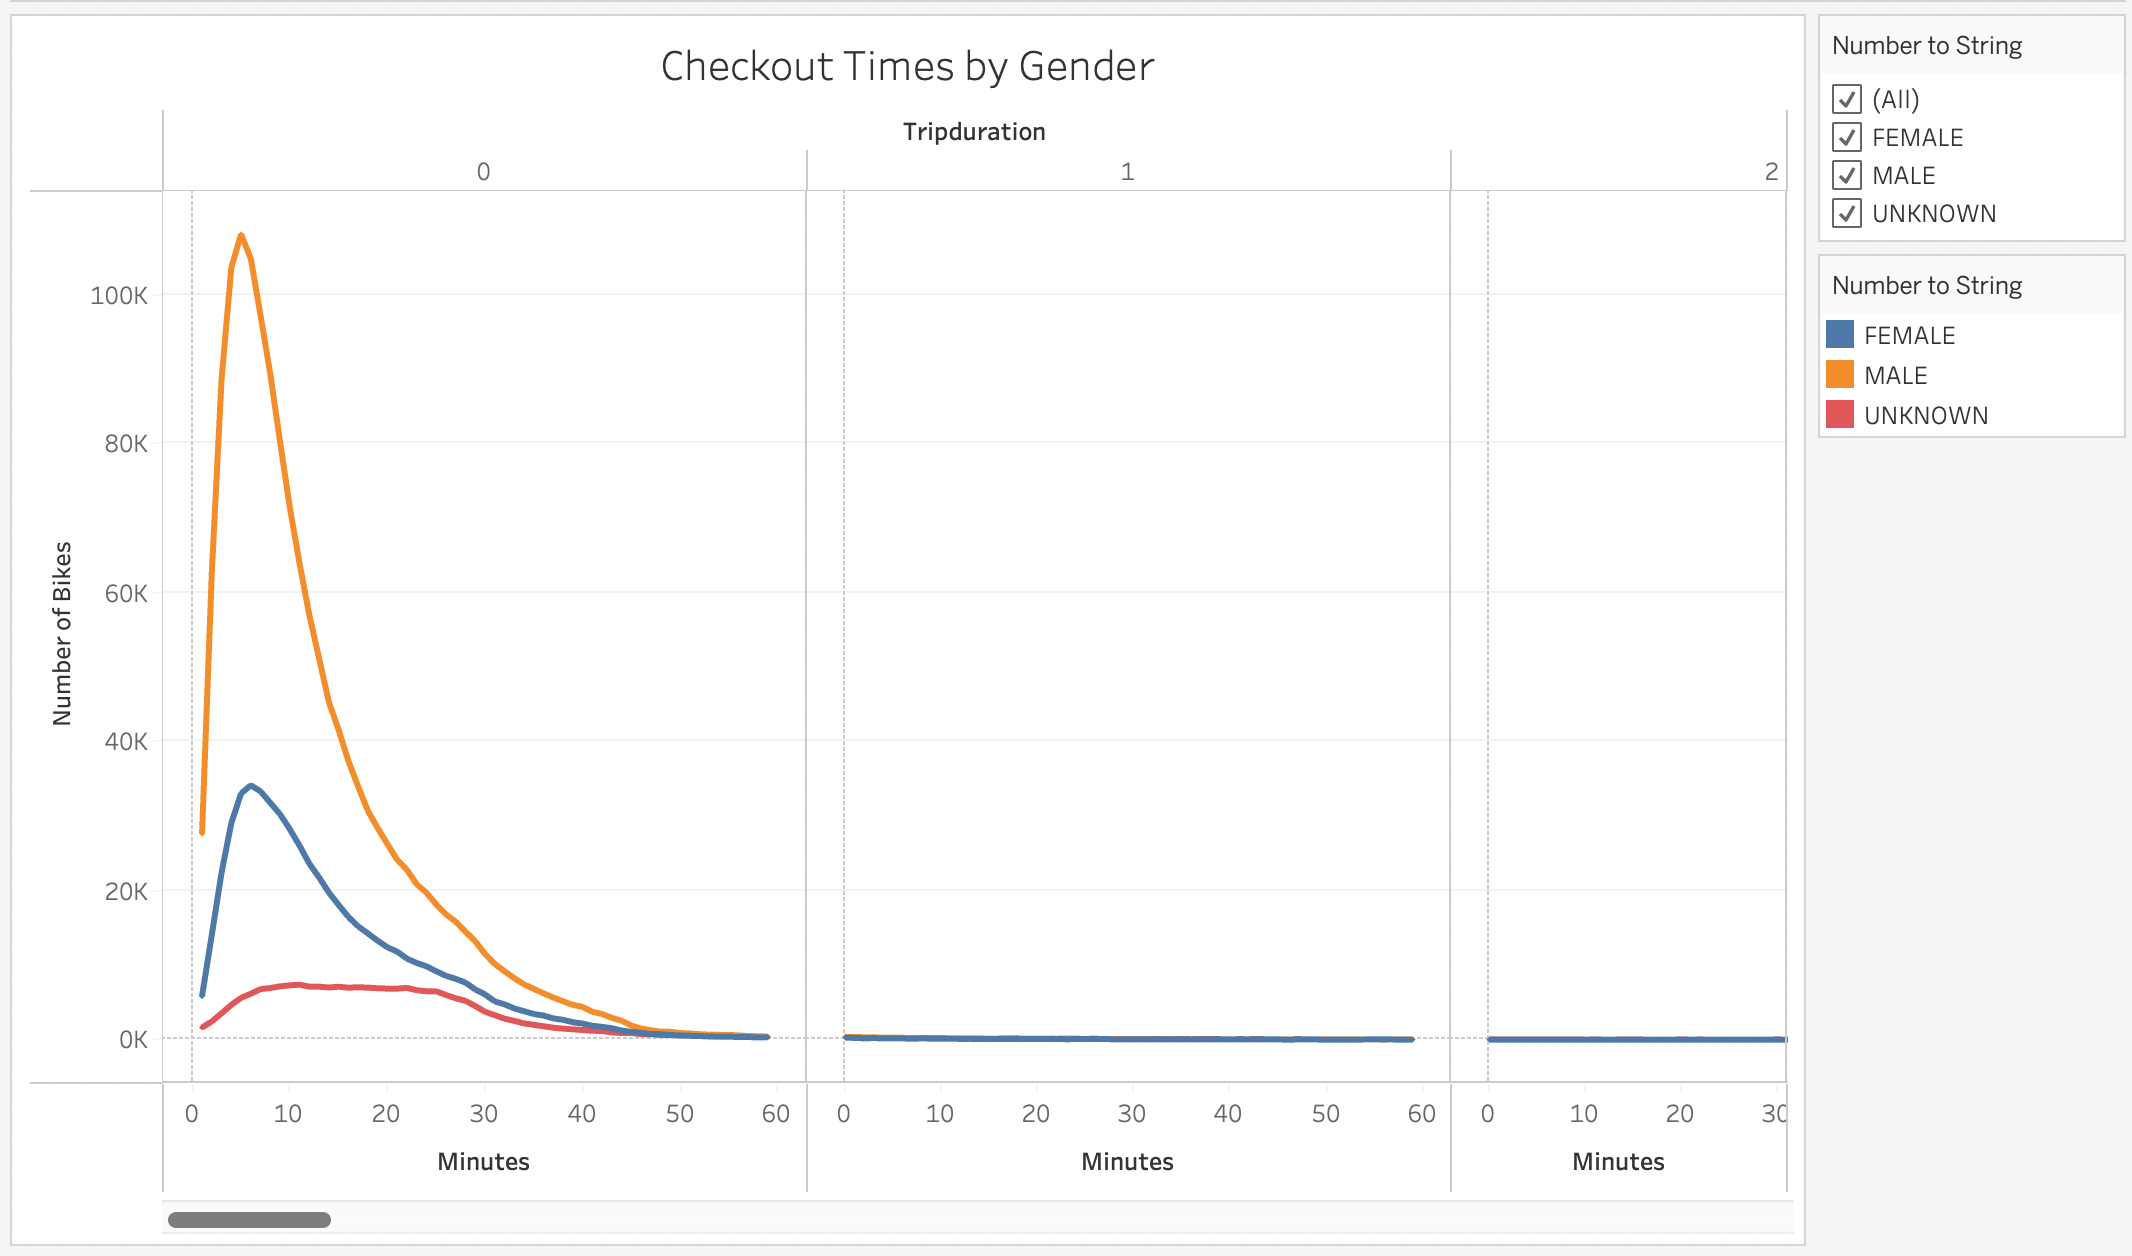 Checkout Times by Gender
Tripduration
0 1 2
Number of Bikes
100K
80K
60K
40K
20K
0K
0 10 20 30 40 50 60 0 10 20 30 40 50 60 0 10 20 30
Minutes Minutes Minutes
Number to String
(All)
FEMALE
MALE
UNKNOWN
Number to String
FEMALE
MALE
UNKNOWN